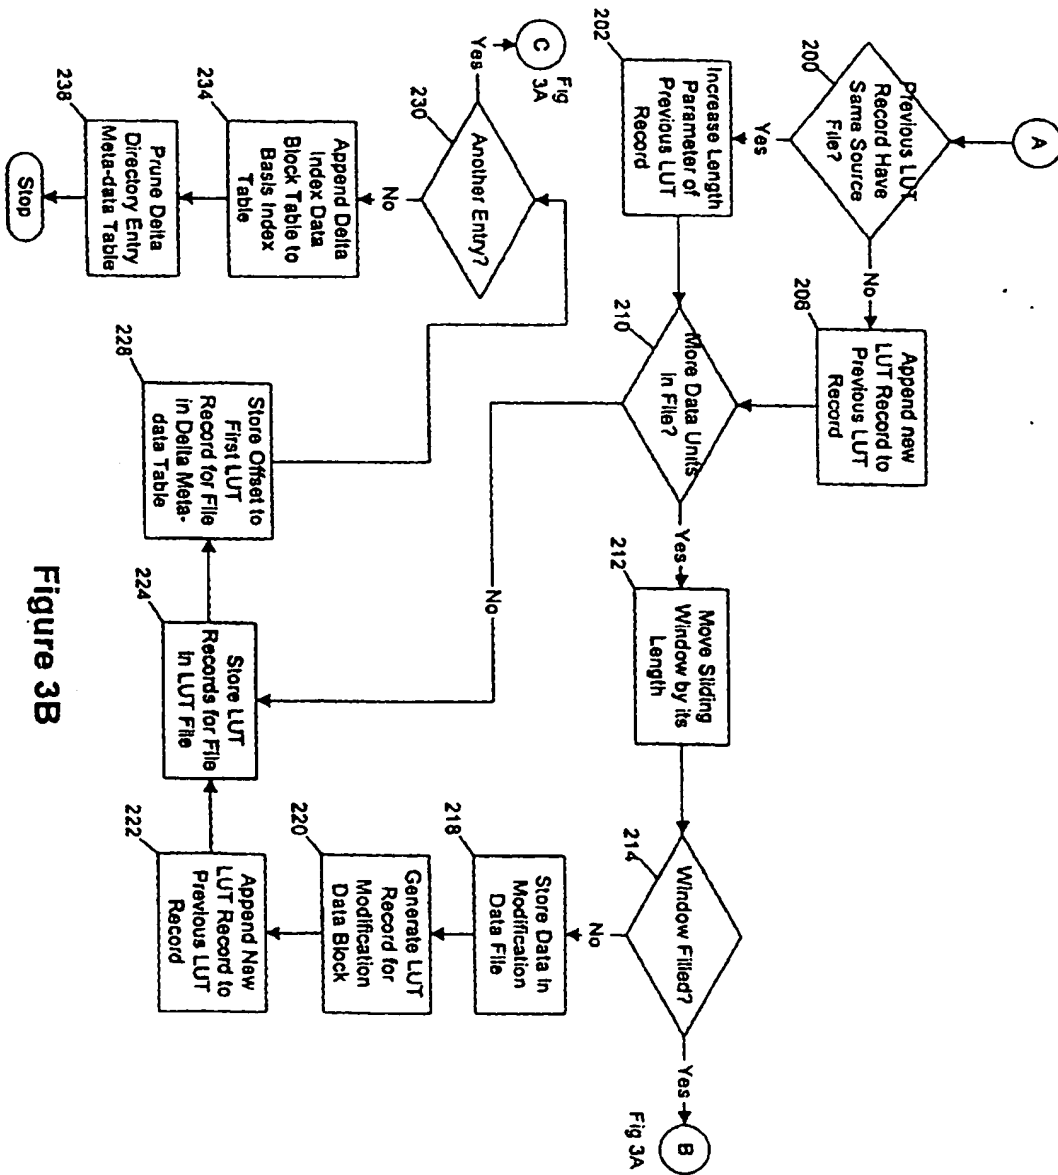 A
Previous LUT
Record Have
Same Source
File?
200
Yes
No
Increase Length
Parameter of
Previous LUT
Record
202
Append new
LUT Record to
Previous LUT
Record
206
More Data Units
in File?
210
Yes
No
Move Sliding
Window by its
Length
212
Window Filled?
214
Yes
B
Fig 3A
No
Store Data in
Modification
Data File
218
Generate LUT
Record for
Modification
Data Block
220
Append New
LUT Record to
Previous LUT
Record
222
Store LUT
Records for File
in LUT File
224
Store Offset to
First LUT
Record for File
in Delta Meta-
data Table
228
Another Entry?
230
Yes
C
Fig
3A
No
Append Delta
Index Data
Block Table to
Basis Index
Table
234
Prune Delta
Directory Entry
Meta-data Table
238
Stop
Figure 3B